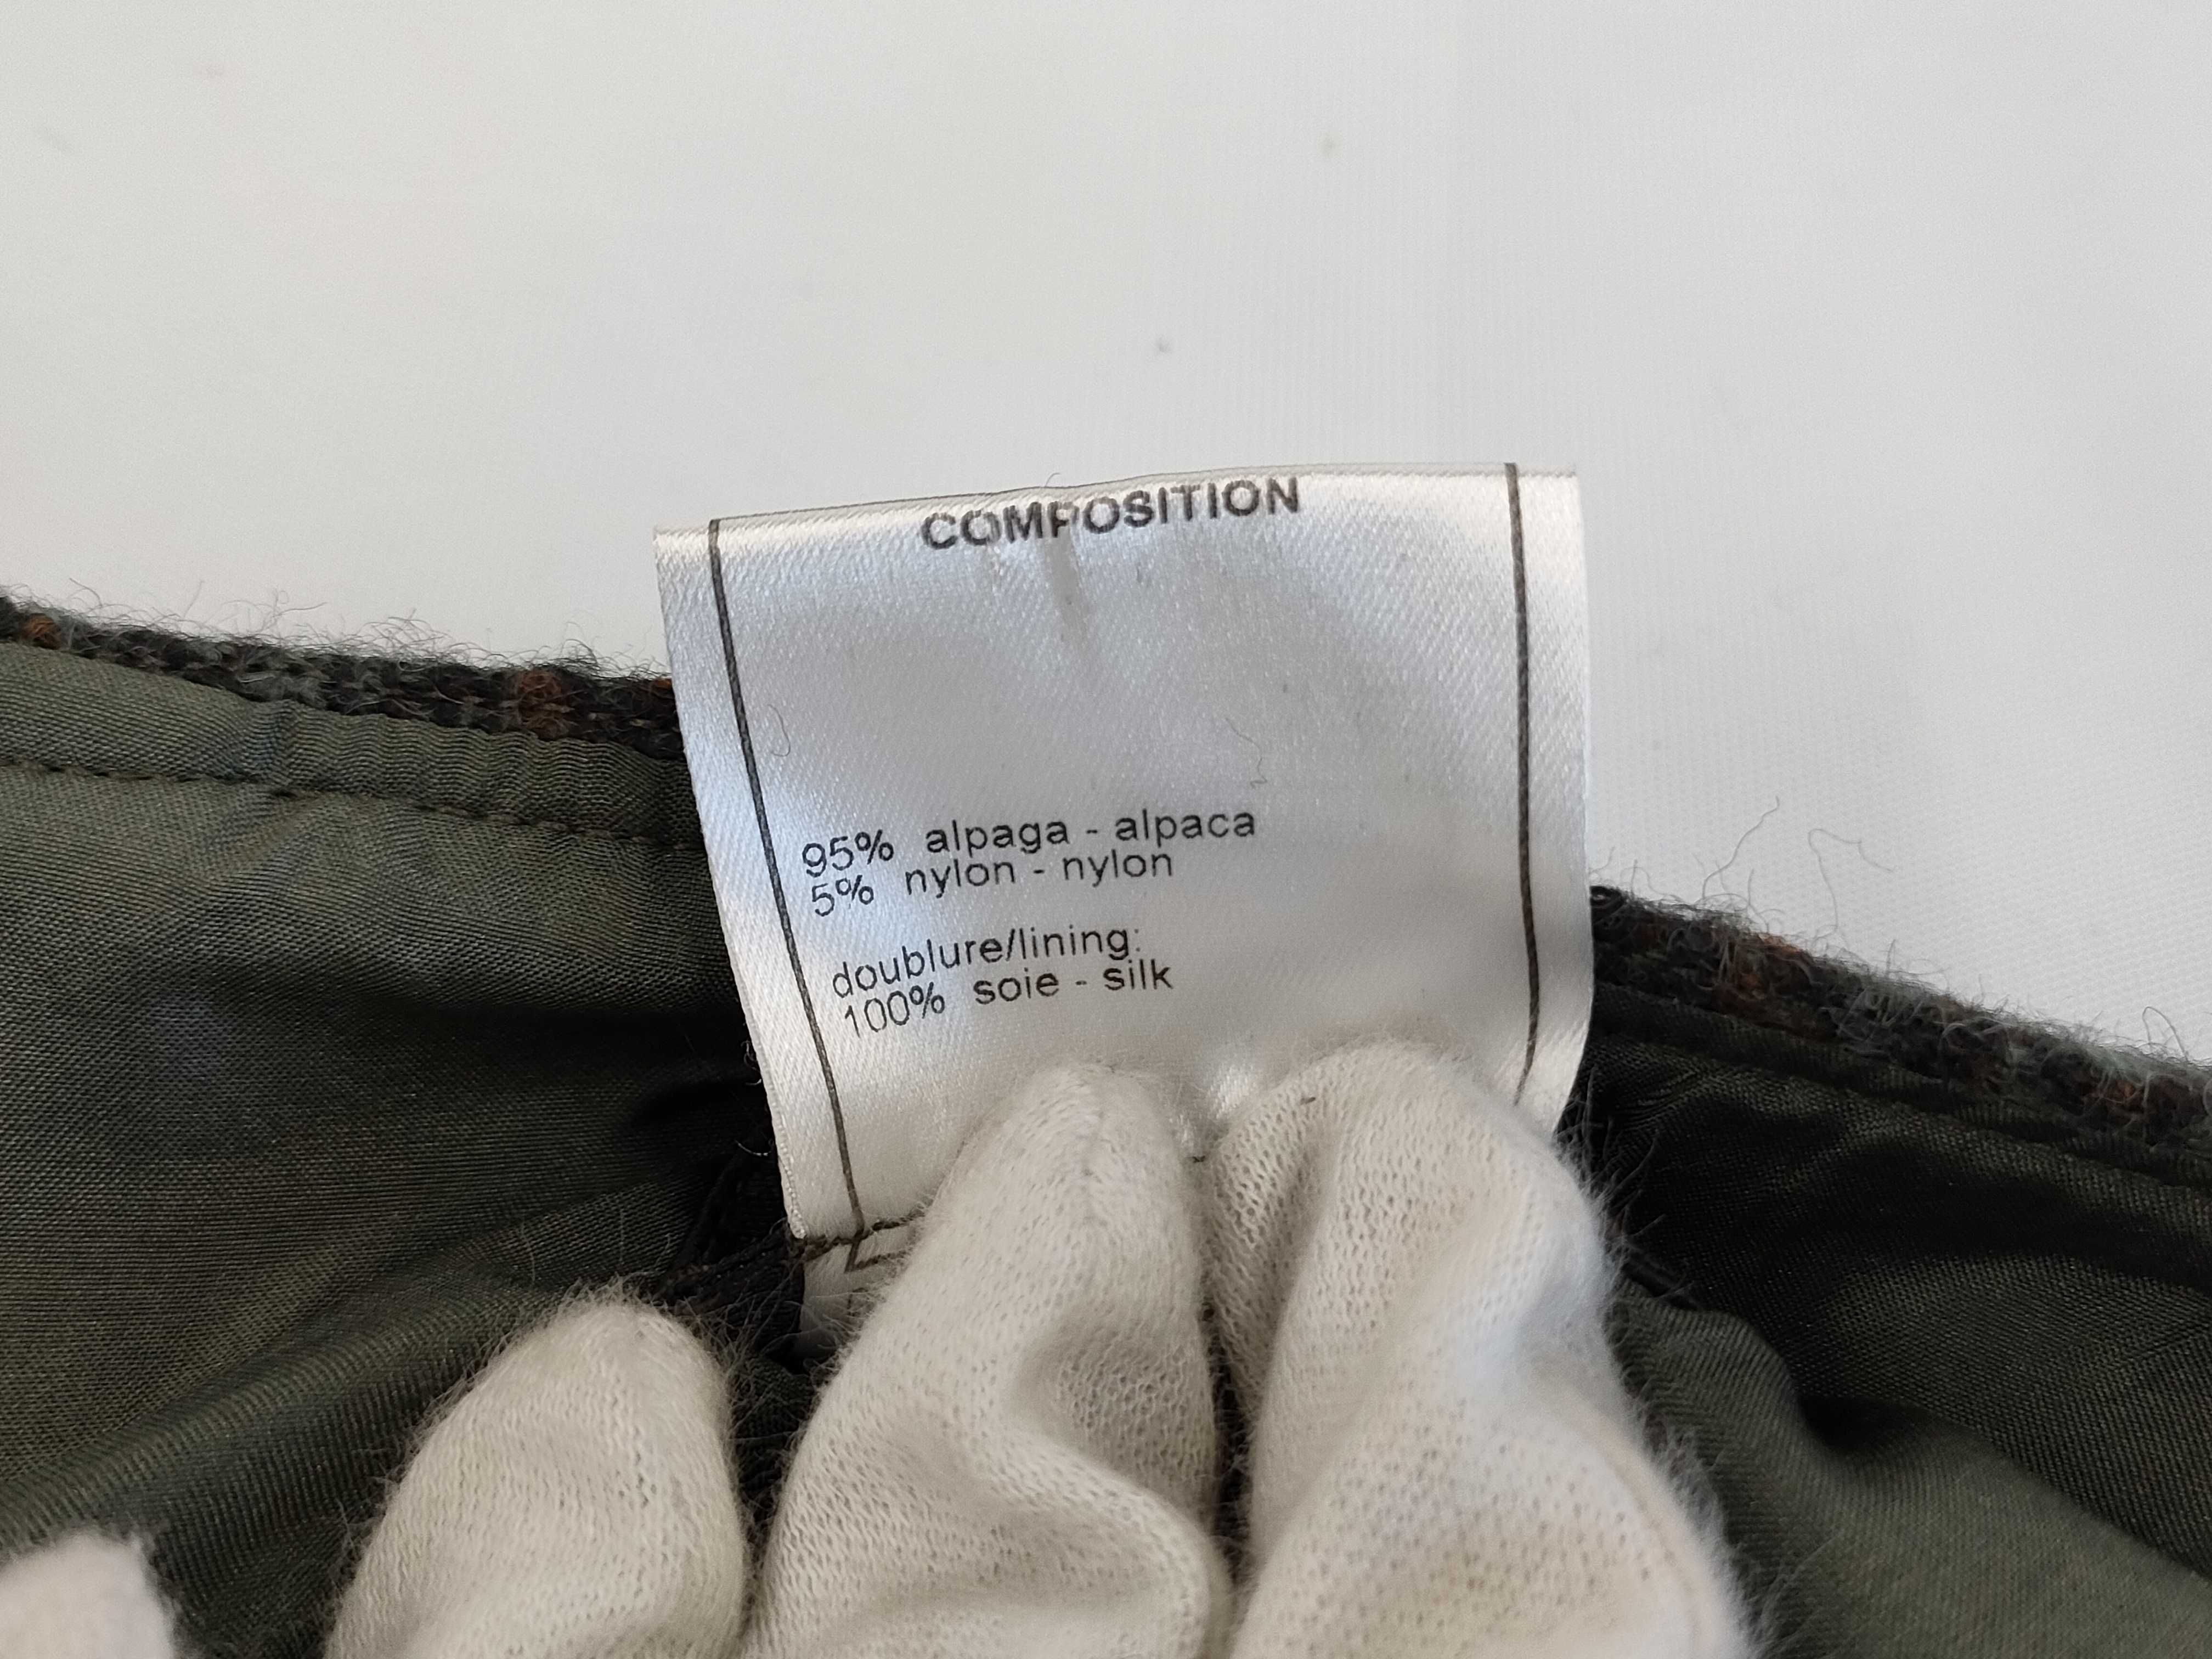 COMPOSITION
95% alpaga - alpaca
5% nylon - nylon
doublure/lining:
100% soie - silk